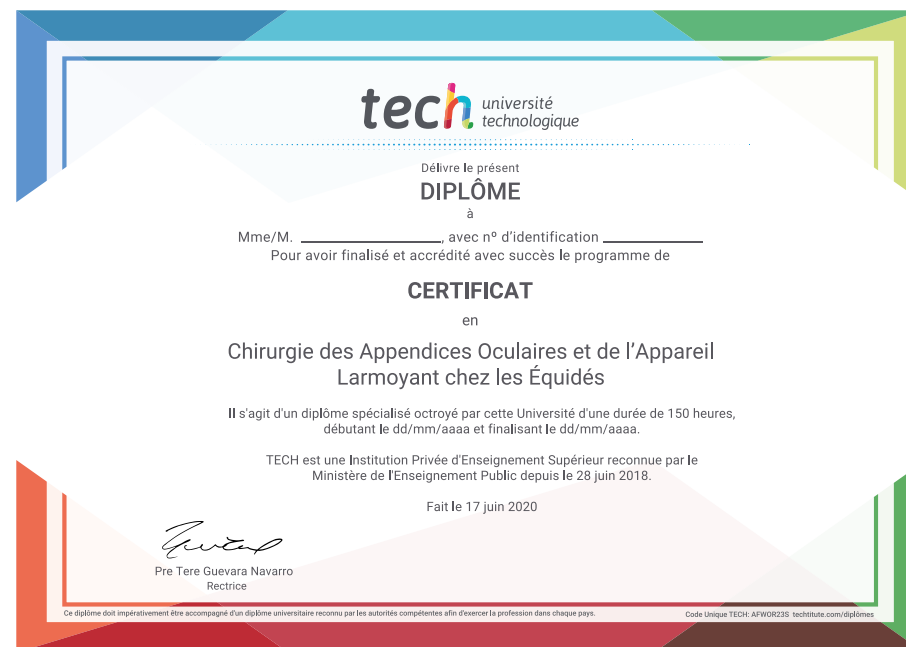 tech université
technologique
Délivre le présent
DIPLÔME
à
Mme/M. ____________________, avec nº d'identification ______________
Pour avoir finalisé et accrédité avec succès le programme de
CERTIFICAT
en
Chirurgie des Appendices Oculaires et de l'Appareil
Larmoyant chez les Équidés
Il s'agit d'un diplôme spécialisé octroyé par cette Université d'une durée de 150 heures,
débutant le dd/mm/aaaa et finalisant le dd/mm/aaaa.
TECH est une Institution Privée d'Enseignement Supérieur reconnue par le
Ministère de l'Enseignement Public depuis le 28 juin 2018.
Fait le 17 juin 2020
Pre Tere Guevara Navarro
Rectrice
Ce diplôme doit impérativement être accompagné d'un diplôme universitaire reconnu par les autorités compétentes afin d'exercer la profession dans chaque pays.
Code Unique TECH: AFWOR23S techtitute.com/diplômes